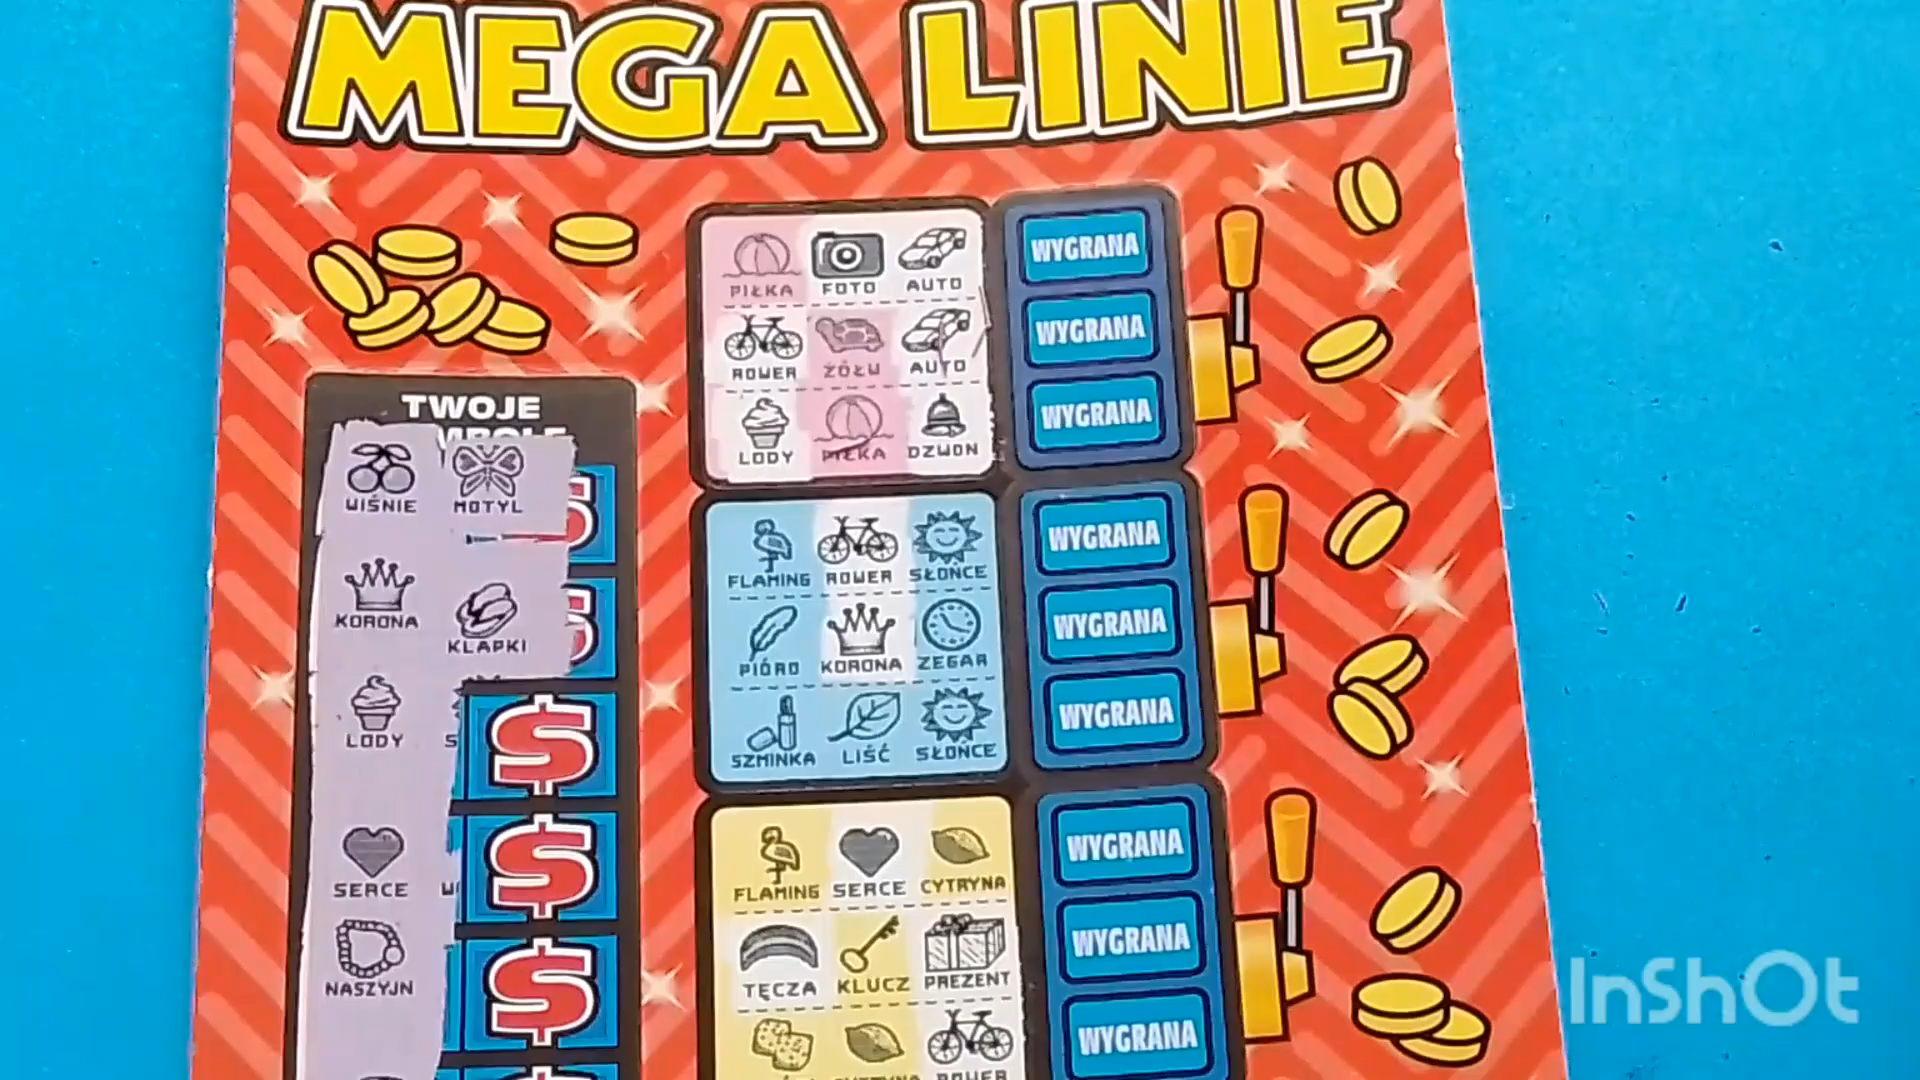 MEGA LINIE
TWOJE
WIŚNIE MOTYL
KORONA
KLAPKI
LODY
SERCE
NASZYJN
$
$
$
PIŁKA FOTO AUTO
ROWER ŻÓŁW AUTO
LODY PIŁKA DZWON
WYGRANA
WYGRANA
WYGRANA
FLAMING ROWER SŁOŃCE
PIÓRO KORONA ZEGAR
SZMINKA LIŚĆ SŁOŃCE
WYGRANA
WYGRANA
WYGRANA
FLAMING SERCE CYTRYNA
TĘCZA KLUCZ PREZENT
WYGRANA
WYGRANA
WYGRANA
InShOt